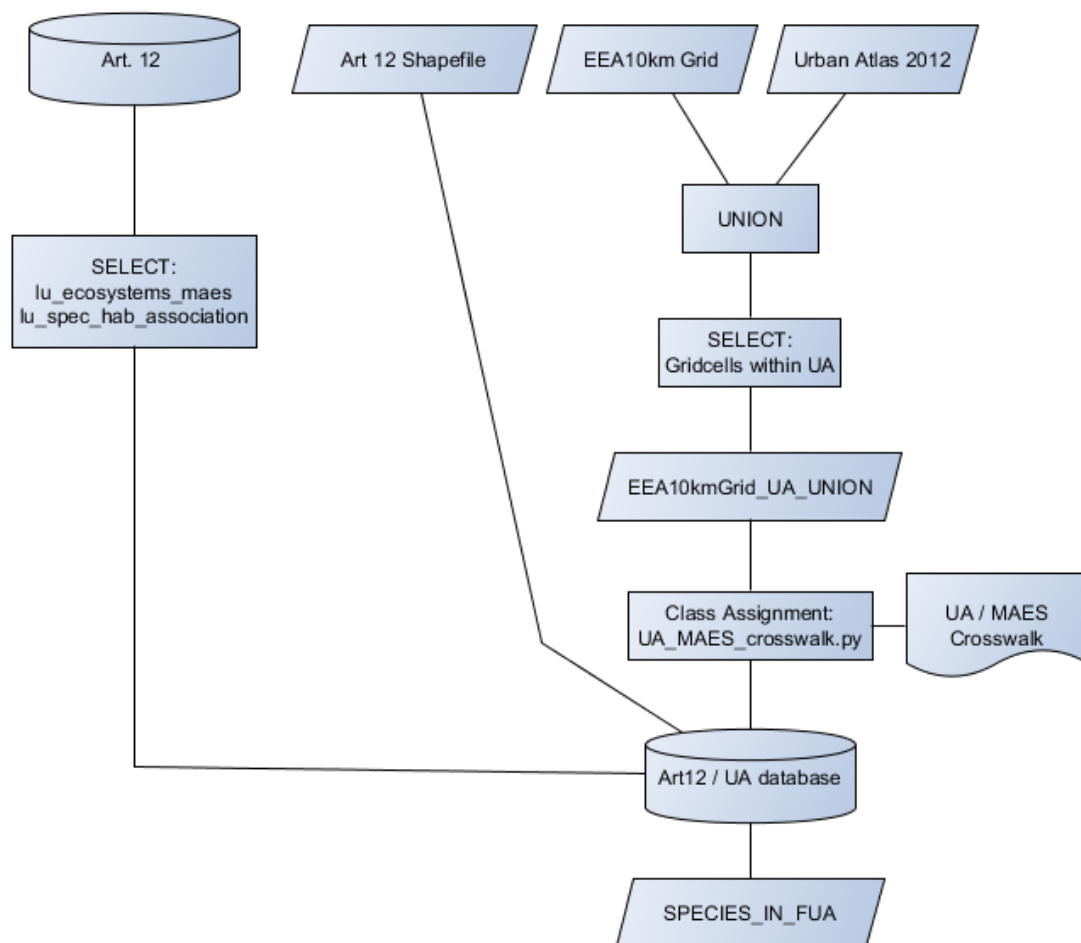 Art. 12
Art 12 Shapefile
EEA10km Grid
Urban Atlas 2012
UNION
SELECT:
lu_ecosystems_maes
lu_spec_hab_association
SELECT:
Gridcells within UA
EEA10kmGrid_UA_UNION
Class Assignment:
UA_MAES_crosswalk.py
UA / MAES
Crosswalk
Art12 / UA database
SPECIES_IN_FUA